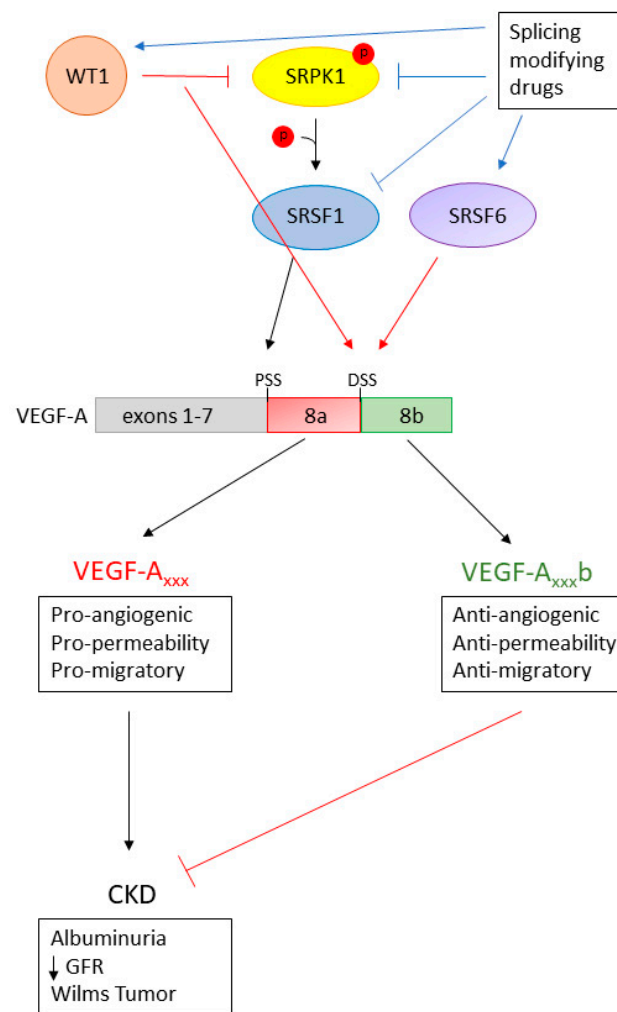 Splicing
modifying
drugs
WT1
SRPK1
p
p
SRSF1
SRSF6
PSS
DSS
VEGF-A
exons 1-7
8a
8b
VEGF-Axxx
VEGF-Axxxb
Pro-angiogenic
Pro-permeability
Pro-migratory
Anti-angiogenic
Anti-permeability
Anti-migratory
CKD
Albuminuria
↓ GFR
Wilms Tumor